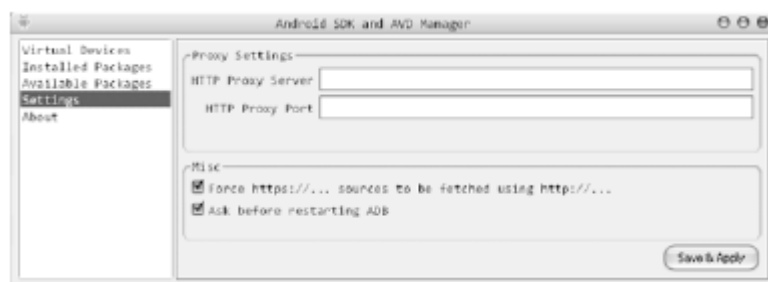 Android SDK and AVD Manager
Virtual Devices
Installed Packages
Available Packages
Settings
About
Proxy Settings
HTTP Proxy Server
HTTP Proxy Port
Misc
Force https://... sources to be fetched using http://...
Ask before restarting ADB
Save & Apply